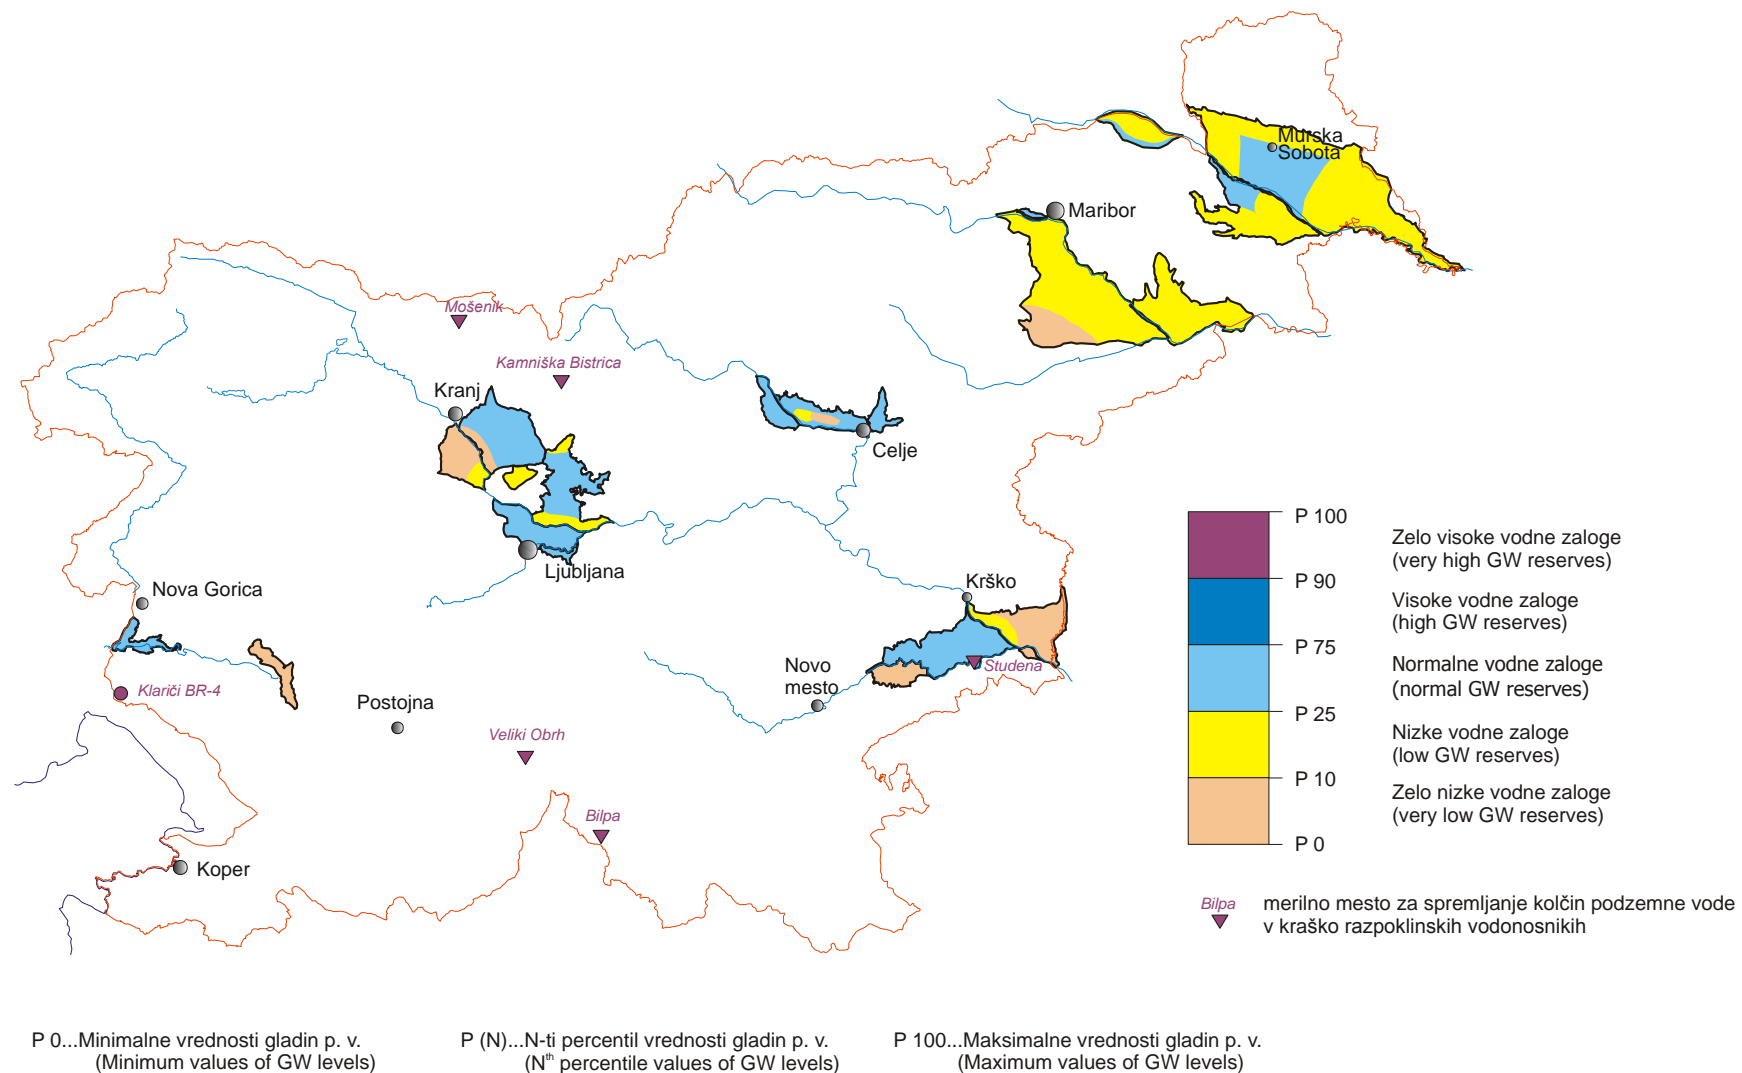 Murska
Sobota
Maribor
Mošenik
Kamniška Bistrica
Kranj
Celje
Ljubljana
Nova Gorica
Krško
Studena
Novo
mesto
Klariči BR-4
Postojna
Veliki Obrh
Bilpa
Koper
P 100
Zelo visoke vodne zaloge
(very high GW reserves)
P 90
Visoke vodne zaloge
(high GW reserves)
P 75
Normalne vodne zaloge
(normal GW reserves)
P 25
Nizke vodne zaloge
(low GW reserves)
P 10
Zelo nizke vodne zaloge
(very low GW reserves)
P 0
Bilpa
merilno mesto za spremljanje kolčin podzemne vode
v kraško razpoklinskih vodonosnikih
P 0...Minimalne vrednosti gladin p. v.
(Minimum values of GW levels)
P (N)...N-ti percentil vrednosti gladin p. v.
(Nth percentile values of GW levels)
P 100...Maksimalne vrednosti gladin p. v.
(Maximum values of GW levels)